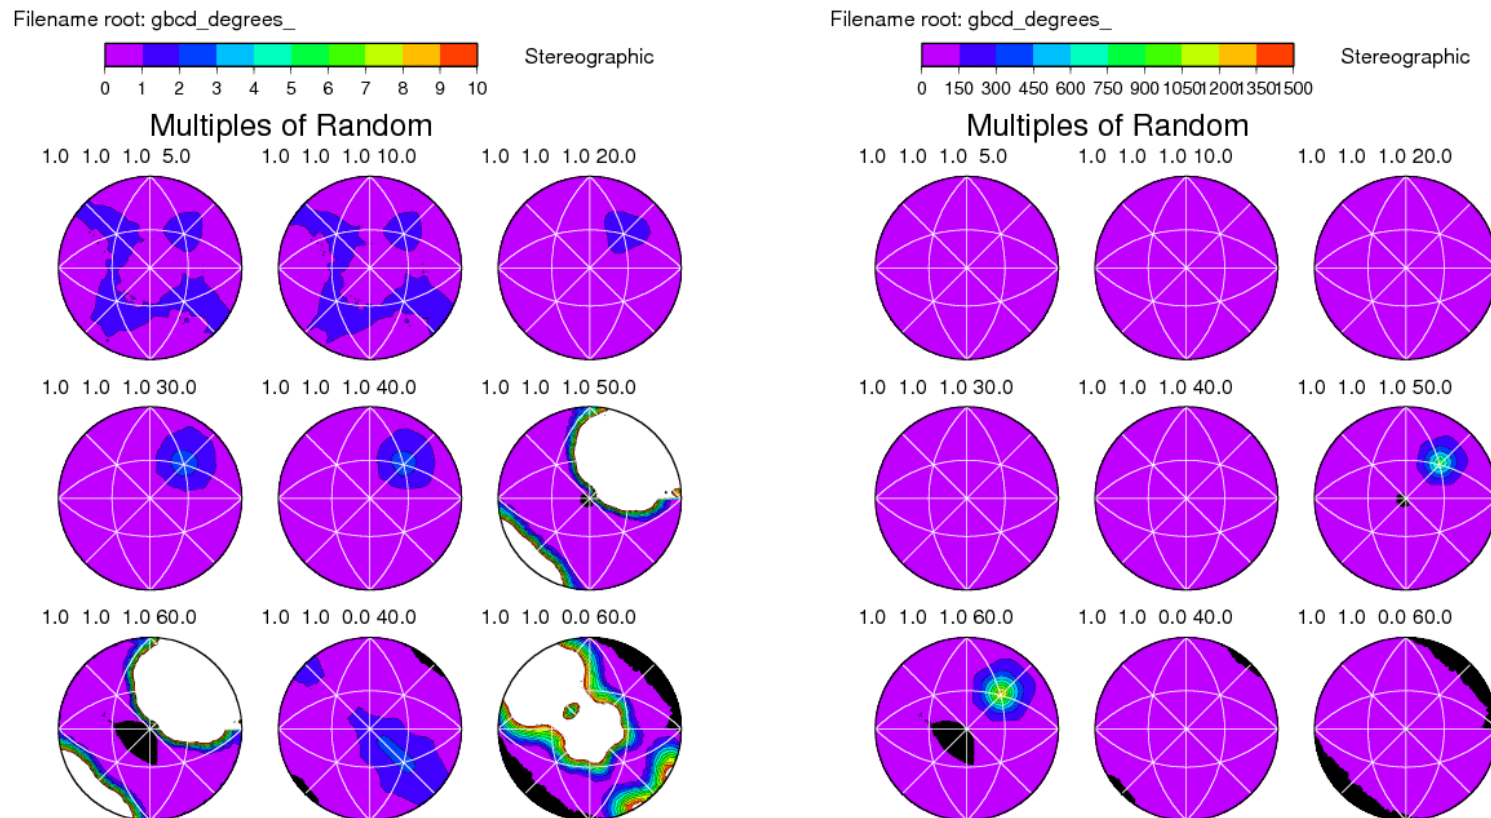 Filename root: gbcd_degrees_
Stereographic
0 1 2 3 4 5 6 7 8 9 10
Multiples of Random
1.0 1.0 1.0 5.0
1.0 1.0 1.0 10.0
1.0 1.0 1.0 20.0
1.0 1.0 1.0 30.0
1.0 1.0 1.0 40.0
1.0 1.0 1.0 50.0
1.0 1.0 1.0 60.0
1.0 1.0 0.0 40.0
1.0 1.0 0.0 60.0
Filename root: gbcd_degrees_
Stereographic
0 150 300 450 600 750 900 1050 1200 1350 1500
Multiples of Random
1.0 1.0 1.0 5.0
1.0 1.0 1.0 10.0
1.0 1.0 1.0 20.0
1.0 1.0 1.0 30.0
1.0 1.0 1.0 40.0
1.0 1.0 1.0 50.0
1.0 1.0 1.0 60.0
1.0 1.0 0.0 40.0
1.0 1.0 0.0 60.0